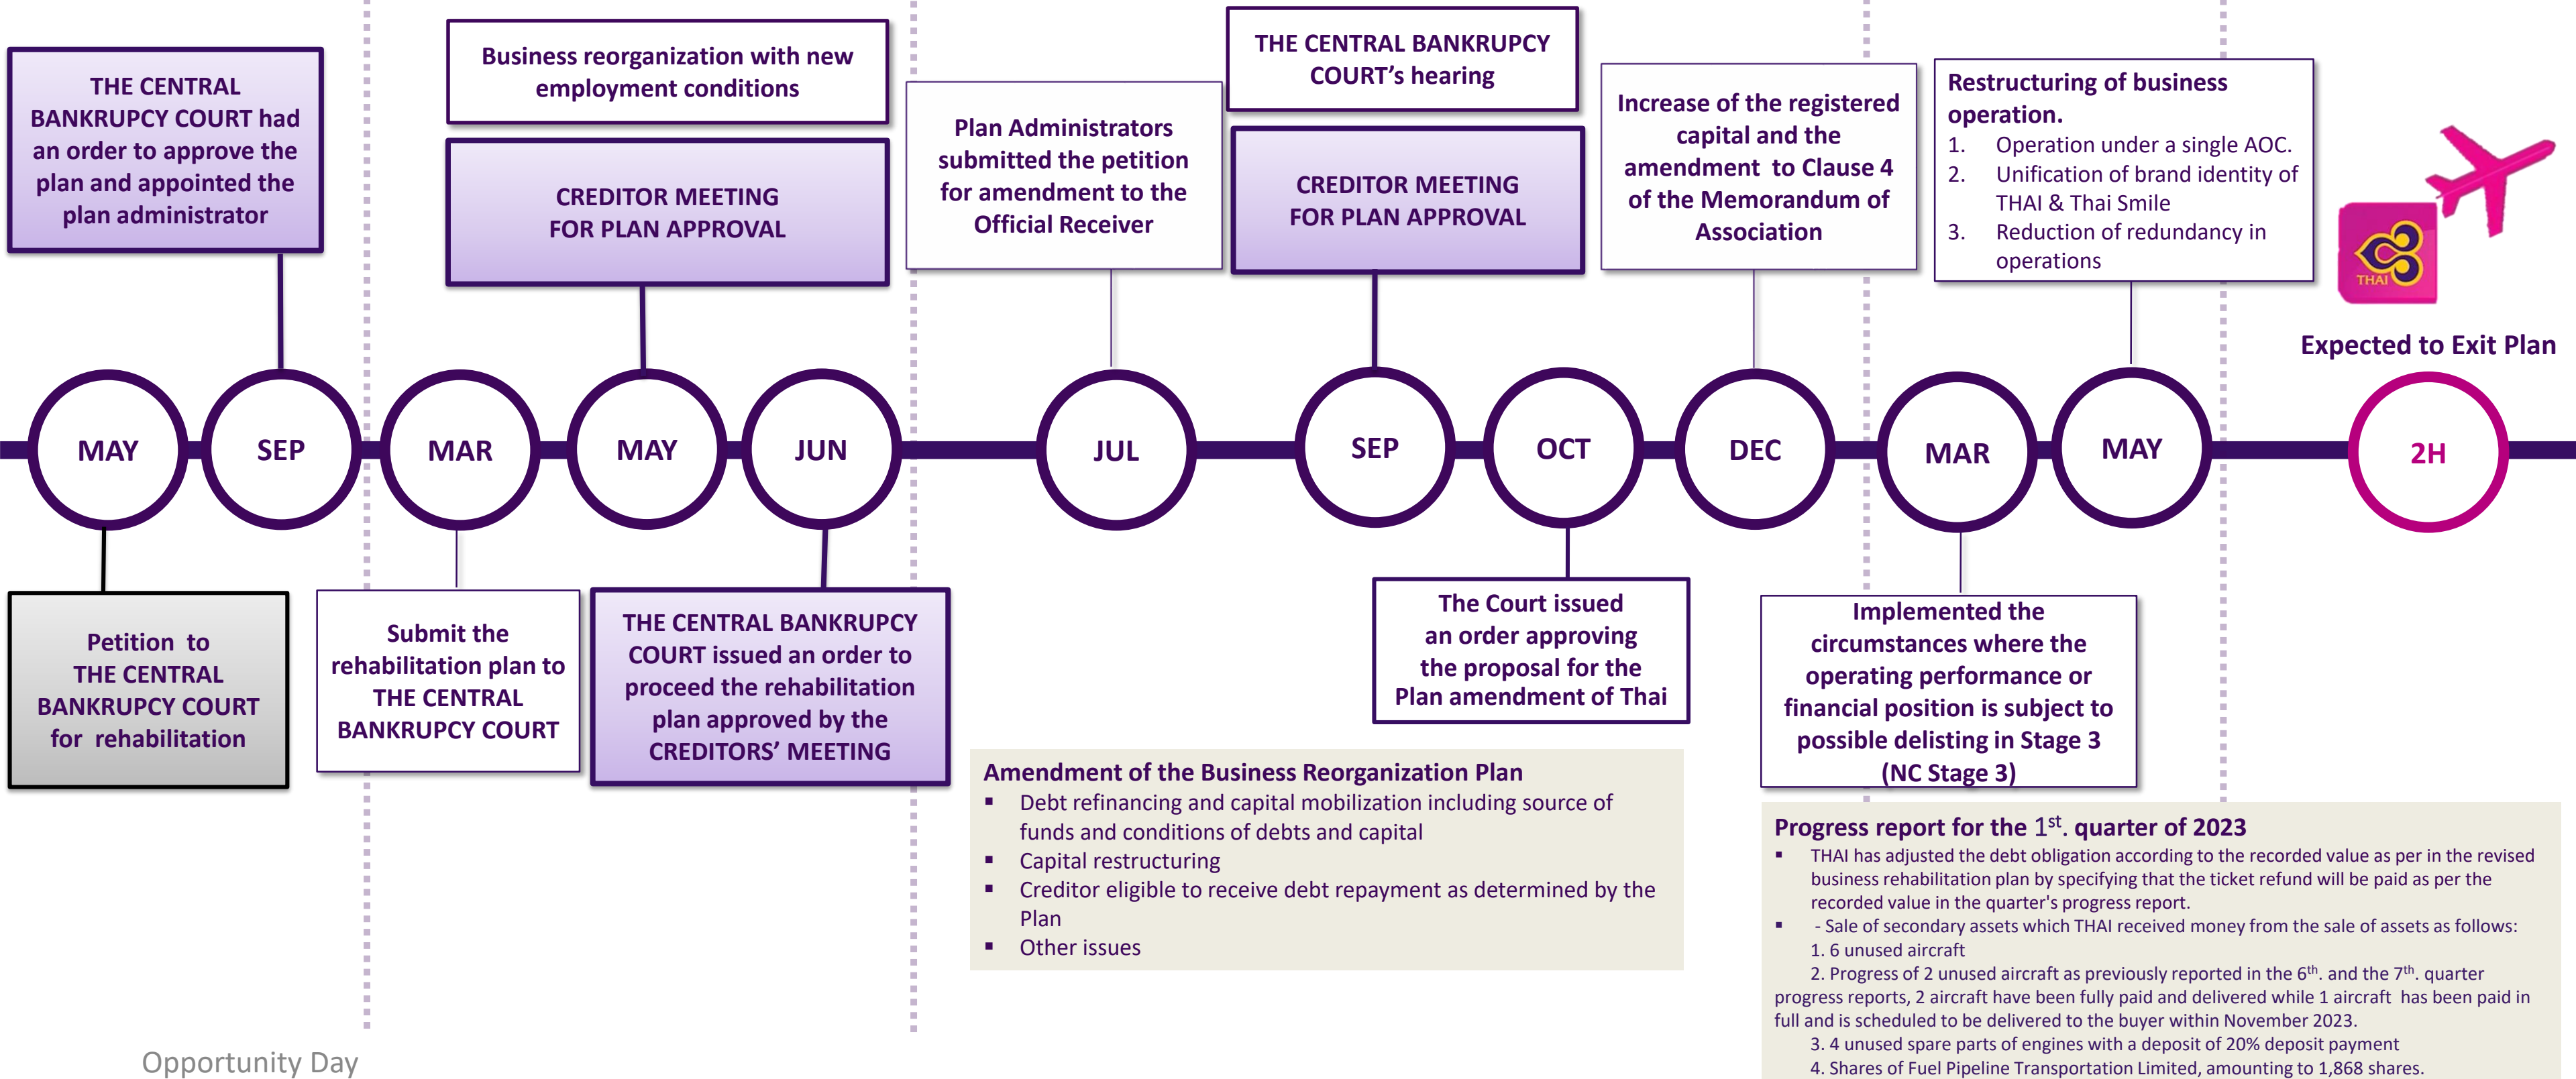 THE CENTRAL
BANKRUPCY COURT had
an order to approve the
plan and appointed the
plan administrator
Business reorganization with new
employment conditions
CREDITOR MEETING
FOR PLAN APPROVAL
Plan Administrators
submitted the petition
for amendment to the
Official Receiver
THE CENTRAL BANKRUPCY
COURT's hearing
CREDITOR MEETING
FOR PLAN APPROVAL
Increase of the registered
capital and the
amendment to Clause 4
of the Memorandum of
Association
Restructuring of business
operation.
1. Operation under a single AOC.
2. Unification of brand identity of
THAI & Thai Smile
3. Reduction of redundancy in
operations
THAI
Expected to Exit Plan
MAY
SEP
MAR
MAY
JUN
JUL
SEP
OCT
DEC
MAR
MAY
2H
Petition to
THE CENTRAL
BANKRUPCY COURT
for rehabilitation
Submit the
rehabilitation plan to
THE CENTRAL
BANKRUPCY COURT
THE CENTRAL BANKRUPCY
COURT issued an order to
proceed the rehabilitation
plan approved by the
CREDITORS' MEETING
The Court issued
an order approving
the proposal for the
Plan amendment of Thai
Implemented the
circumstances where the
operating performance or
financial position is subject to
possible delisting in Stage 3
(NC Stage 3)
Amendment of the Business Reorganization Plan
▪ Debt refinancing and capital mobilization including source of
funds and conditions of debts and capital
▪ Capital restructuring
▪ Creditor eligible to receive debt repayment as determined by the
Plan
▪ Other issues
Progress report for the 1st. quarter of 2023
▪ THAI has adjusted the debt obligation according to the recorded value as per in the revised
business rehabilitation plan by specifying that the ticket refund will be paid as per the
recorded value in the quarter's progress report.
▪ - Sale of secondary assets which THAI received money from the sale of assets as follows:
1. 6 unused aircraft
2. Progress of 2 unused aircraft as previously reported in the 6th. and the 7th. quarter
progress reports, 2 aircraft have been fully paid and delivered while 1 aircraft has been paid in
full and is scheduled to be delivered to the buyer within November 2023.
3. 4 unused spare parts of engines with a deposit of 20% deposit payment
4. Shares of Fuel Pipeline Transportation Limited, amounting to 1,868 shares.
Opportunity Day